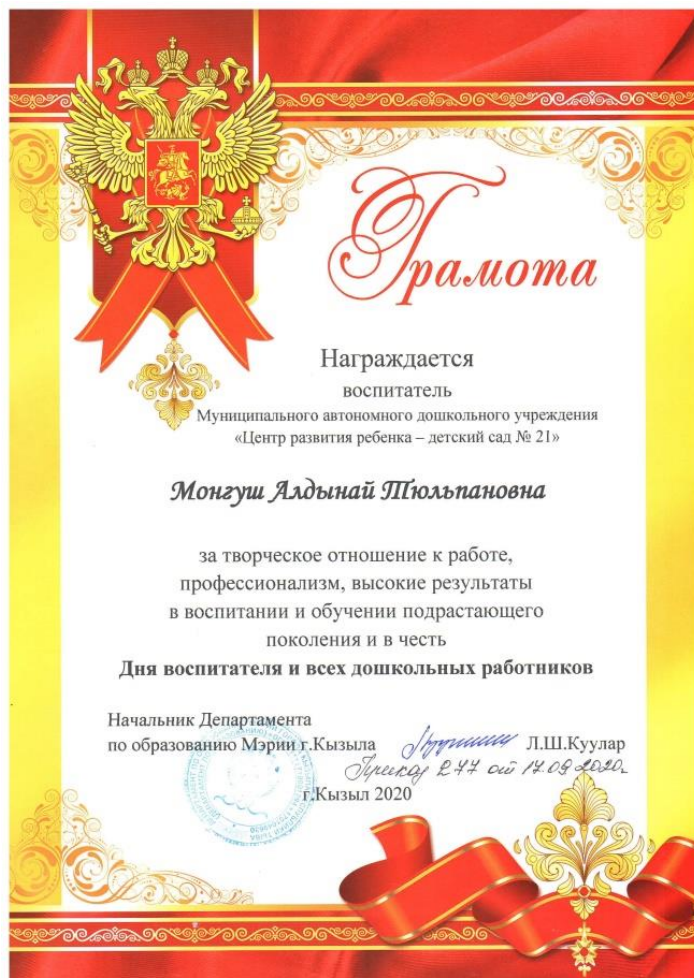 Грамота
Награждается
воспитатель
Муниципального автономного дошкольного учреждения
«Центр развития ребенка – детский сад № 21»
Монгуш Алдынай Тюльпановна
за творческое отношение к работе,
профессионализм, высокие результаты
в воспитании и обучении подрастающего
поколения и в честь
Дня воспитателя и всех дошкольных работников
Начальник Департамента
по образованию Мэрии г.Кызыла Л.Ш.Куулар
Приказ 277 от 17.09.2020.
г.Кызыл 2020